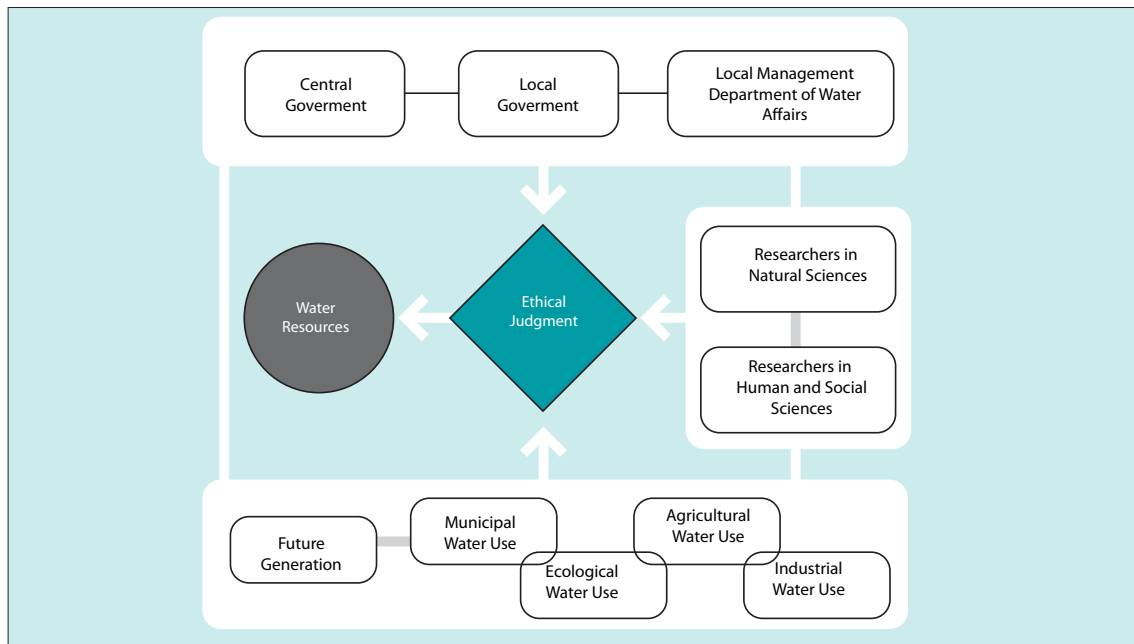 Central
Goverment
Local
Goverment
Local Management
Department of Water
Affairs
Researchers in
Natural Sciences
Water
Resources
Ethical
Judgment
Researchers in
Human and Social
Sciences
Future
Generation
Municipal
Water Use
Ecological
Water Use
Agricultural
Water Use
Industrial
Water Use